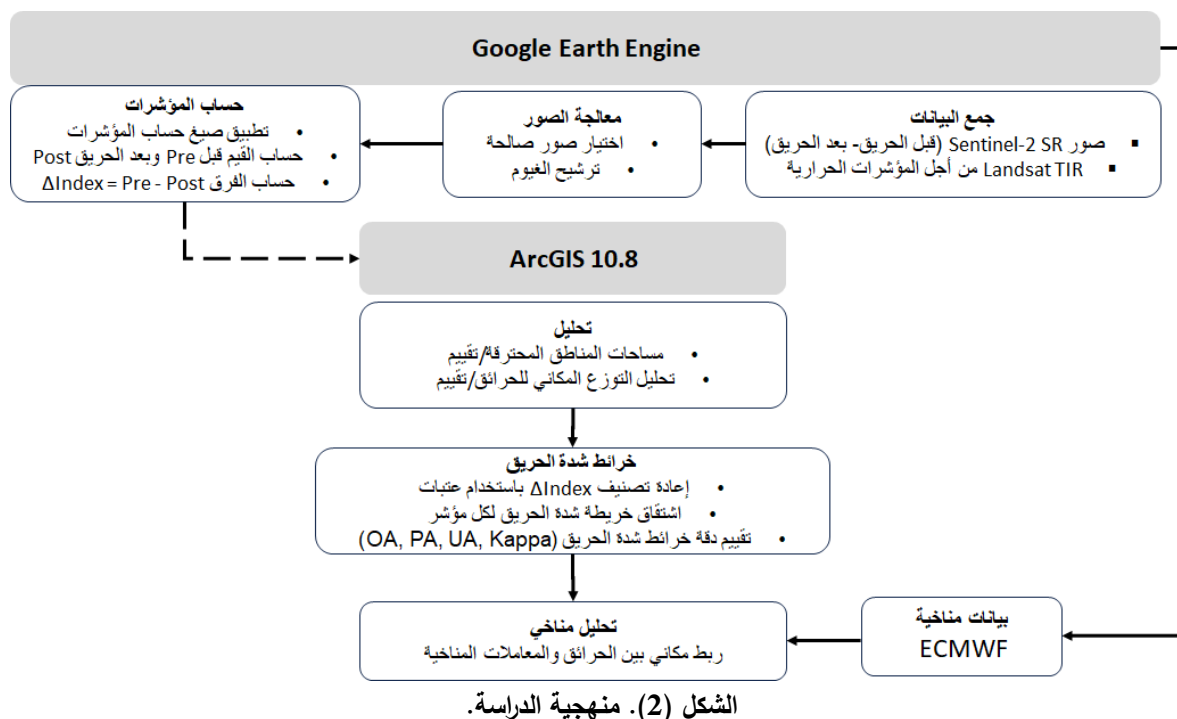 Google Earth Engine
جمع البيانات
▪ صور Sentinel-2 SR (قبل الحريق- بعد الحريق)
▪ Landsat TIR من أجل المؤشرات الحرارية
معالجة الصور
• اختيار صور صالحة
• ترشيح الغيوم
حساب المؤشرات
• تطبيق صيغ حساب المؤشرات
• حساب القيم قبل Pre وبعد الحريق Post
• حساب الفرق ΔIndex = Pre - Post
ArcGIS 10.8
تحليل
• مساحات المناطق المحترقة/تقييم
• تحليل التوزع المكاني للحرائق/تقييم
خرائط شدة الحريق
• إعادة تصنيف ΔIndex باستخدام عتبات
• اشتقاق خريطة شدة الحريق لكل مؤشر
• تقييم دقة خرائط شدة الحريق (OA, PA, UA, Kappa)
بيانات مناخية
ECMWF
تحليل مناخي
ربط مكاني بين الحرائق والمعاملات المناخية
الشكل (2). منهجية الدراسة.